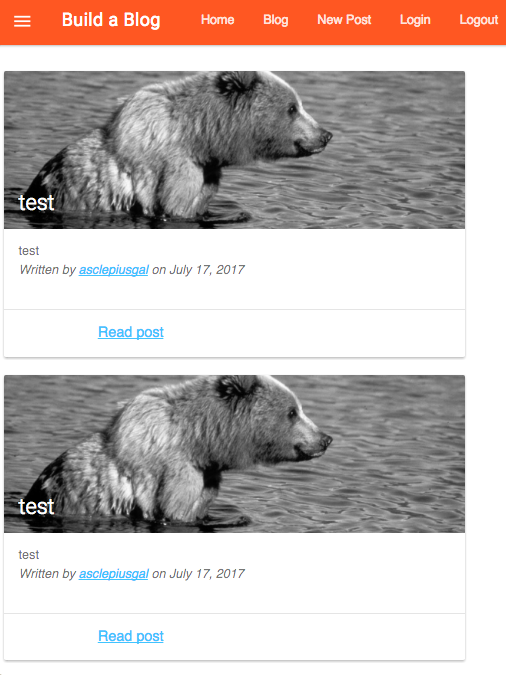 Build a Blog Home Blog New Post Login Logout
test
test
Written by asclepiusgal on July 17, 2017
Read post
test
test
Written by asclepiusgal on July 17, 2017
Read post